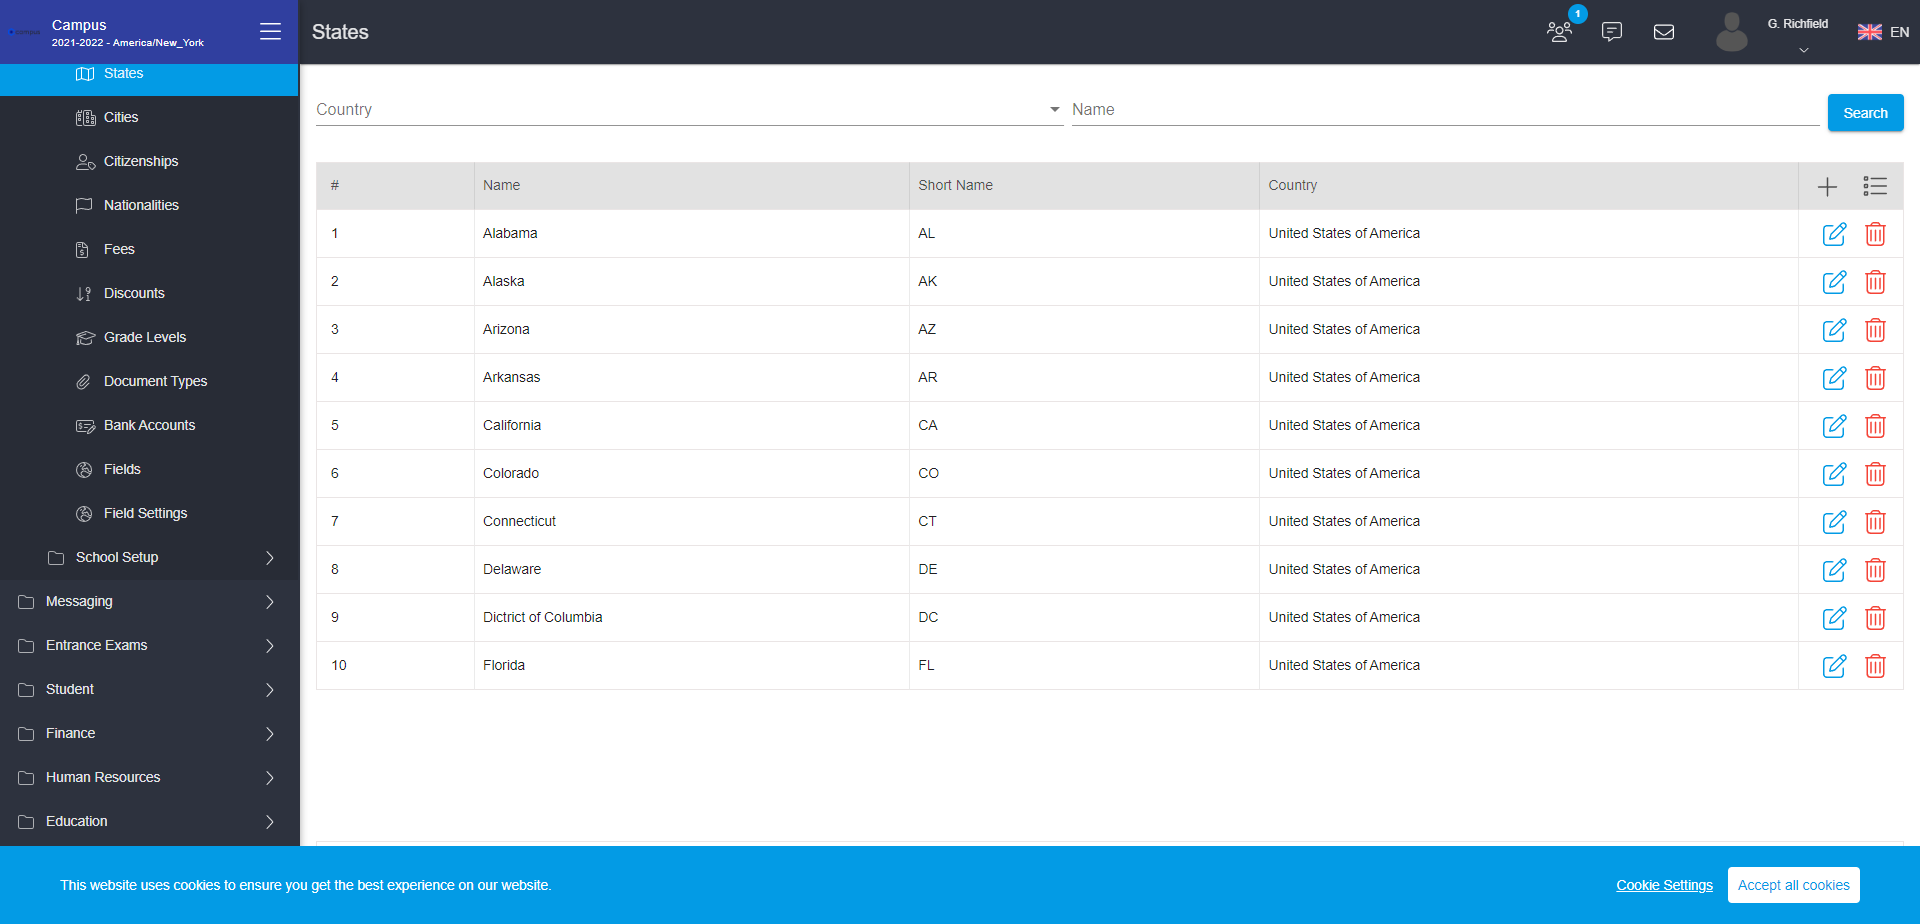 Campus
2021-2022 - America/New_York
States
1
G. Richfield
EN
States
Cities
Citizenships
Nationalities
Fees
Discounts
Grade Levels
Document Types
Bank Accounts
Fields
Field Settings
School Setup
Messaging
Entrance Exams
Student
Finance
Human Resources
Education
Country
Name
Search
# Name Short Name Country
1 Alabama AL United States of America
2 Alaska AK United States of America
3 Arizona AZ United States of America
4 Arkansas AR United States of America
5 California CA United States of America
6 Colorado CO United States of America
7 Connecticut CT United States of America
8 Delaware DE United States of America
9 Dictrict of Columbia DC United States of America
10 Florida FL United States of America
This website uses cookies to ensure you get the best experience on our website.
Cookie Settings
Accept all cookies